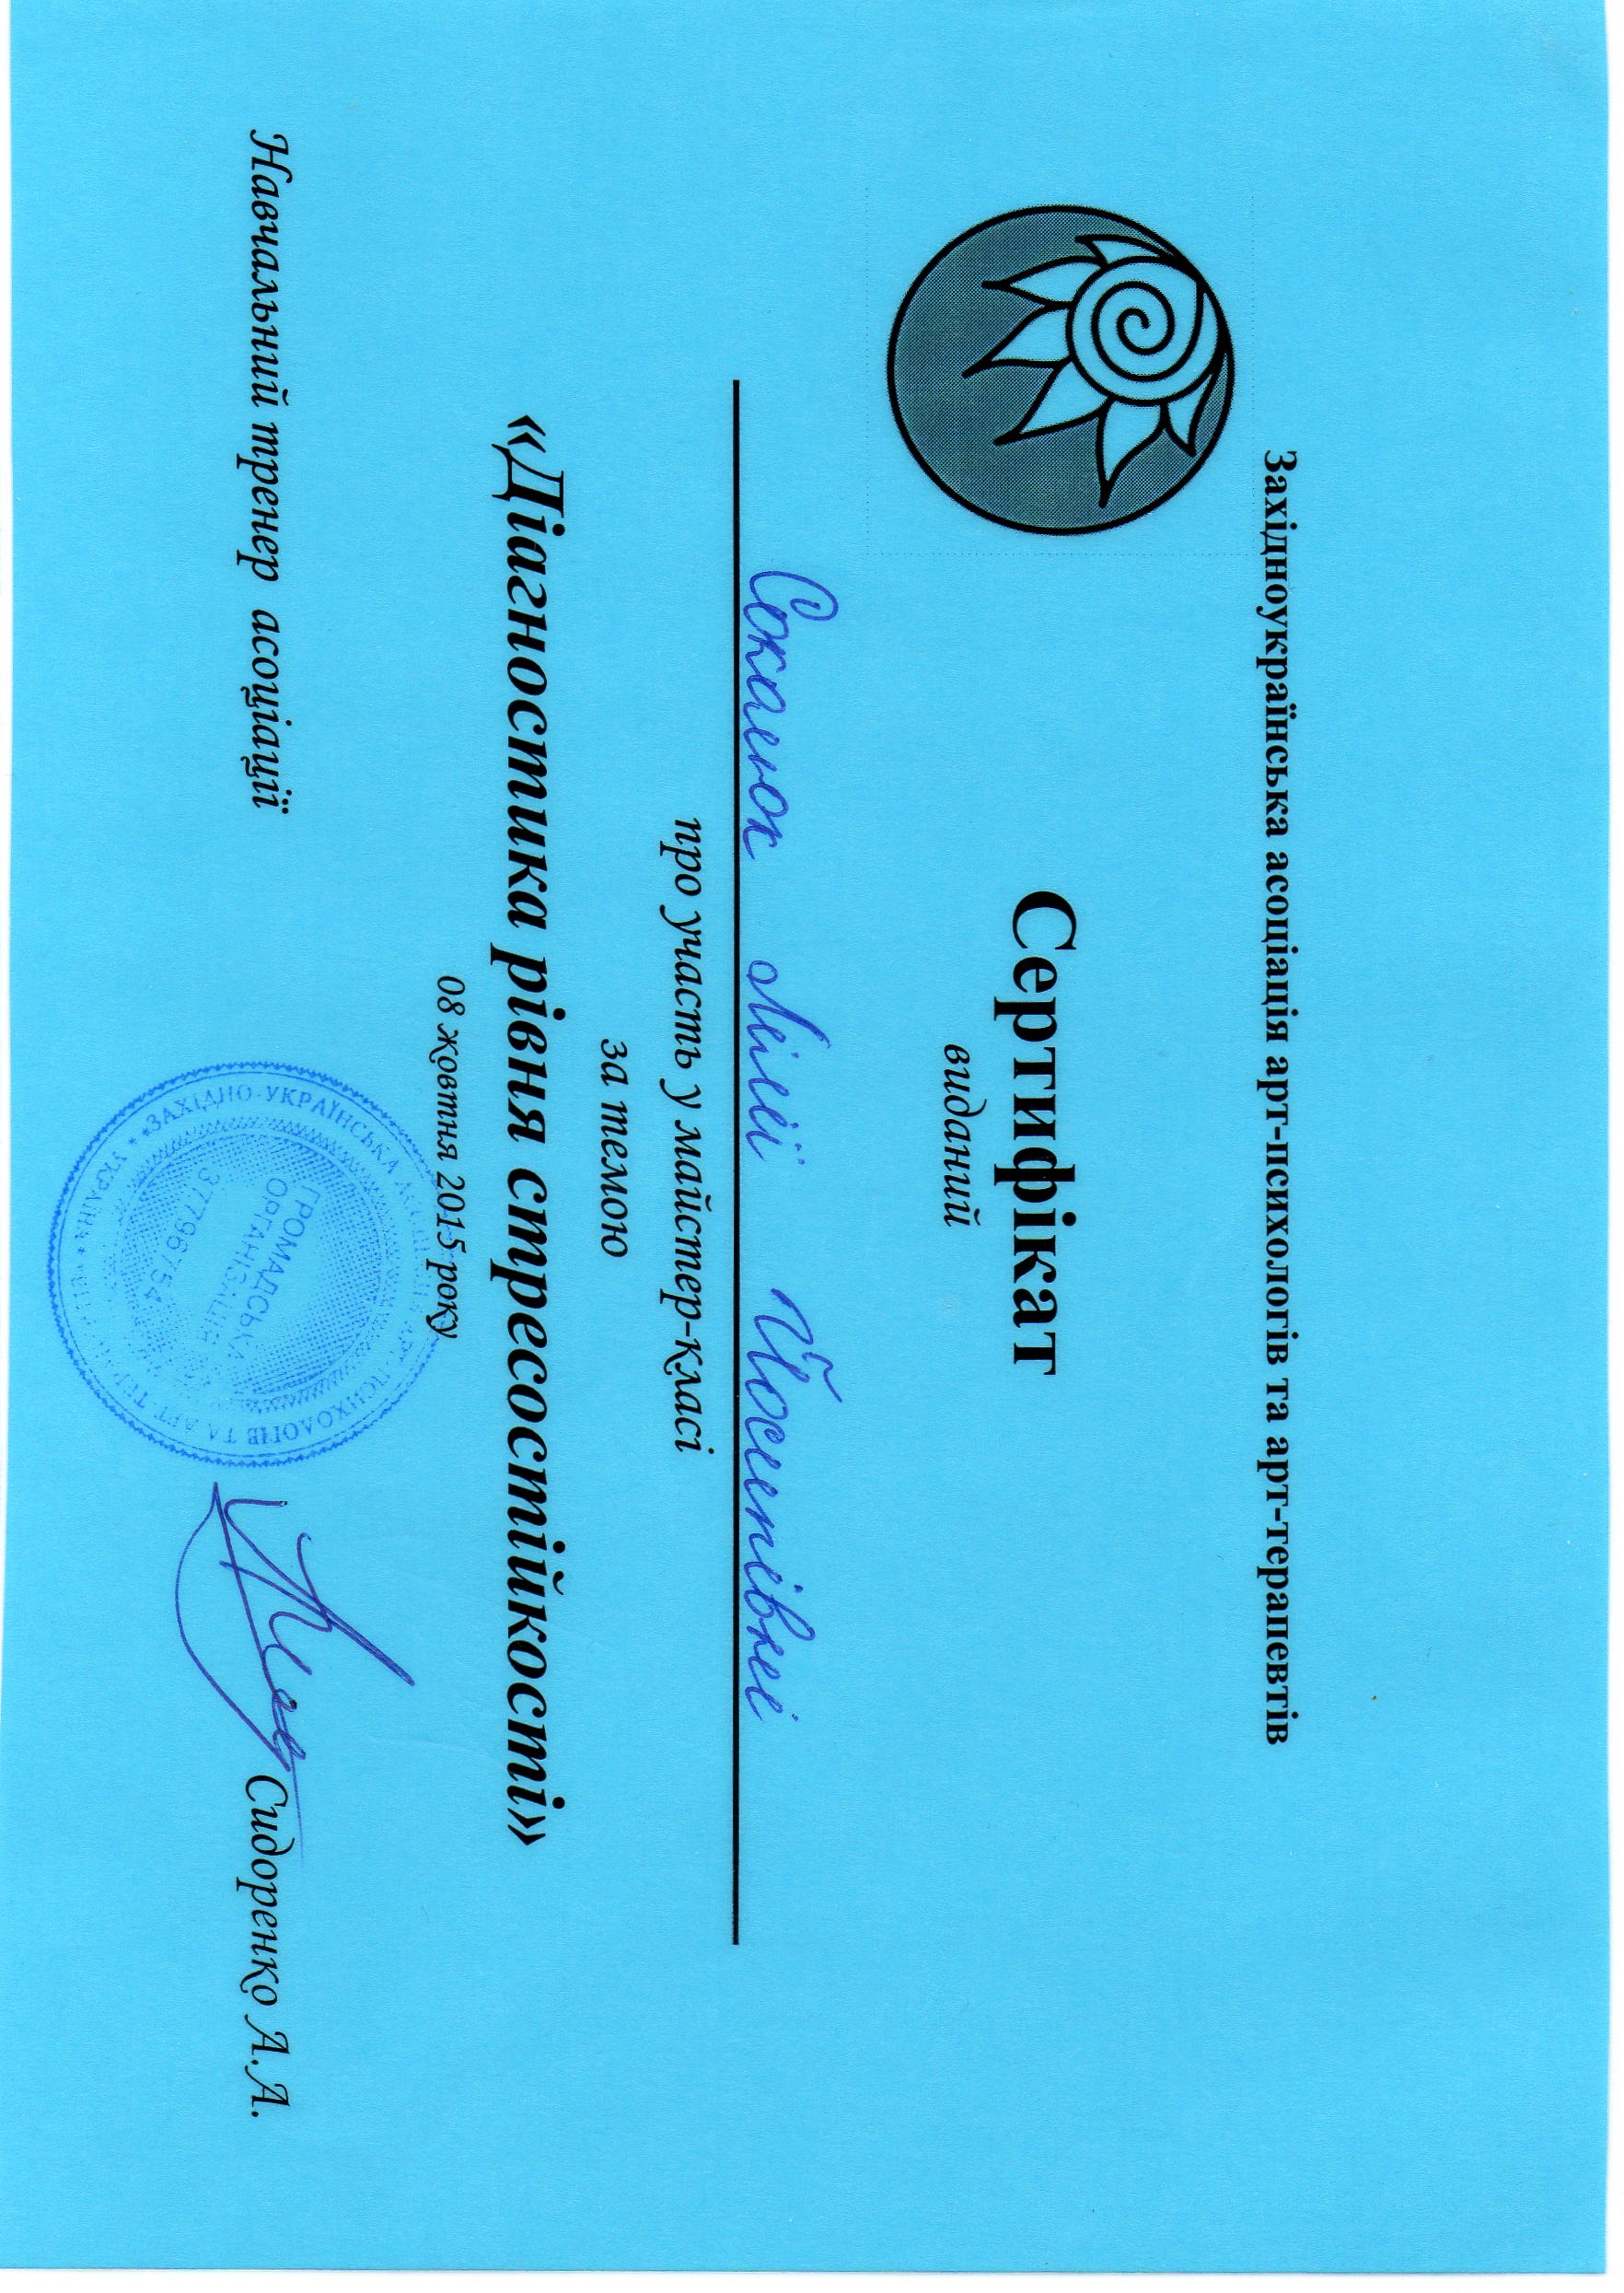 Західноукраїнська асоціація арт-психологів та арт-терапевтів
Сертифікат
виданий
Соколюк Лілії Йосипівні
про участь у майстер-класі
за темою
«Діагностика рівня стресостійкості»
08 жовтня 2015 року
Навчальний тренер асоціації
Сидоренко А.А.
ЗАХІДНО-УКРАЇНСЬКА АСОЦІАЦІЯ АРТ-ПСИХОЛОГІВ ТА АРТ-ТЕРАПЕВТІВ * УКРАЇНА *
ГРОМАДСЬКА
ОРГАНІЗАЦІЯ
37796754